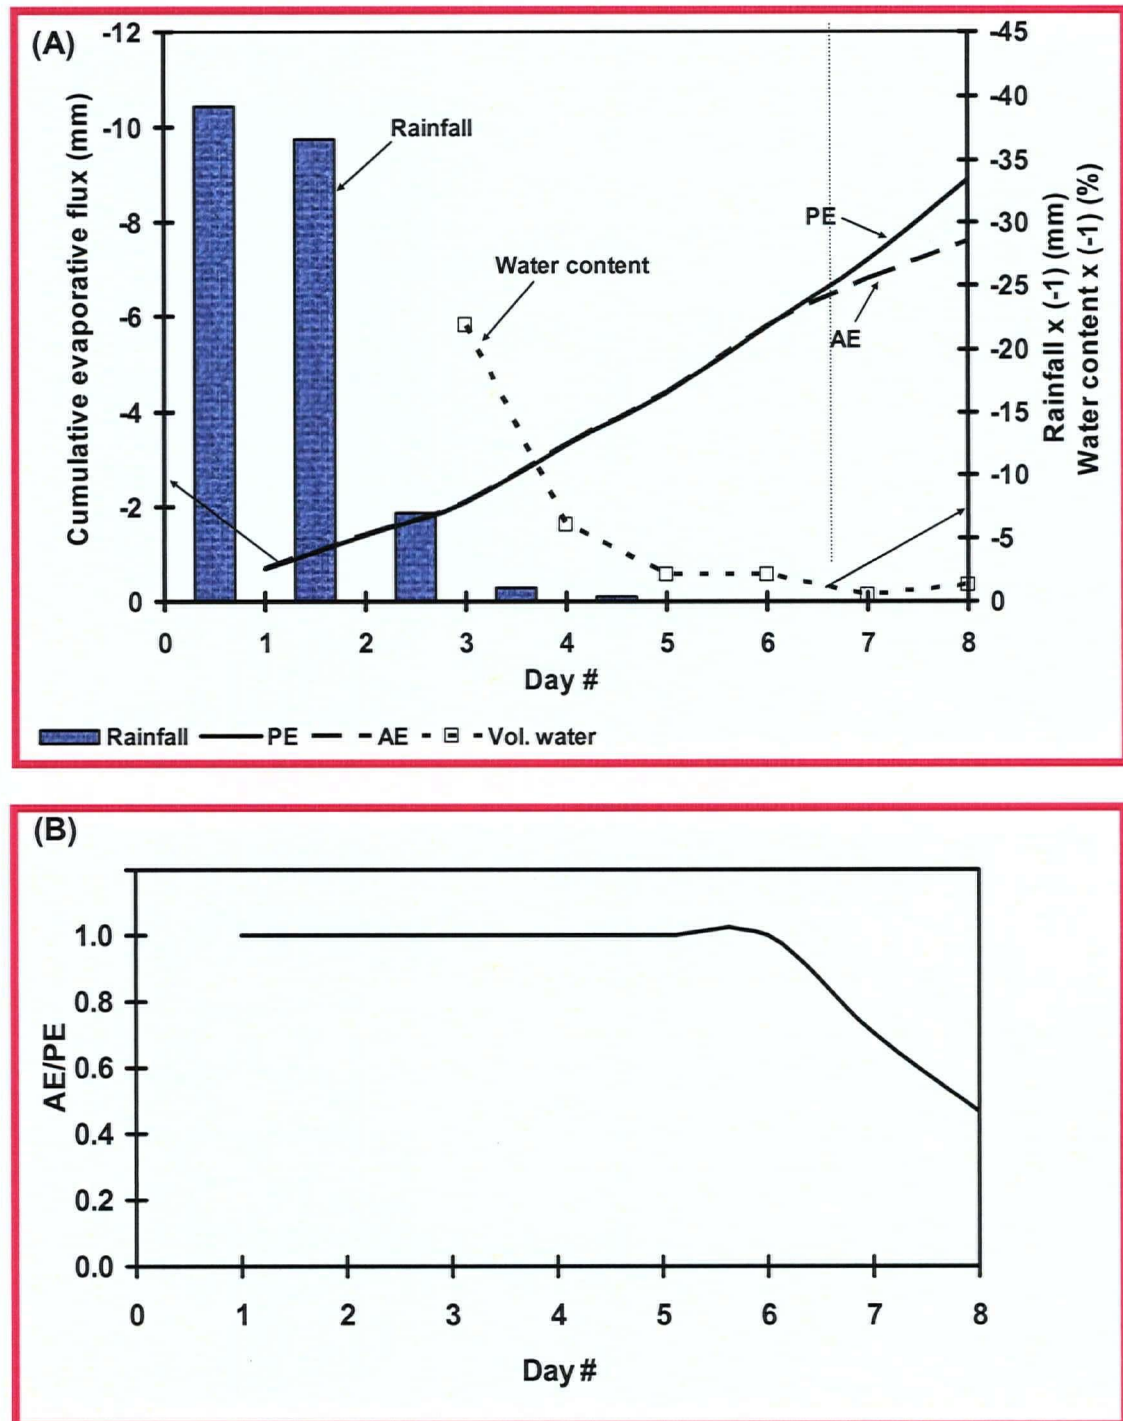 (A)
Cumulative evaporative flux (mm)
-12
-10
-8
-6
-4
-2
0
Rainfall
Water content
PE
AE
-45
-40
-35
-30
-25
-20
-15
-10
-5
0
Rainfall x (-1) (mm)
Water content x (-1) (%)
0 1 2 3 4 5 6 7 8
Day #
Rainfall PE AE Vol. water
(B)
AE/PE
1.0
0.8
0.6
0.4
0.2
0.0
0 1 2 3 4 5 6 7 8
Day #